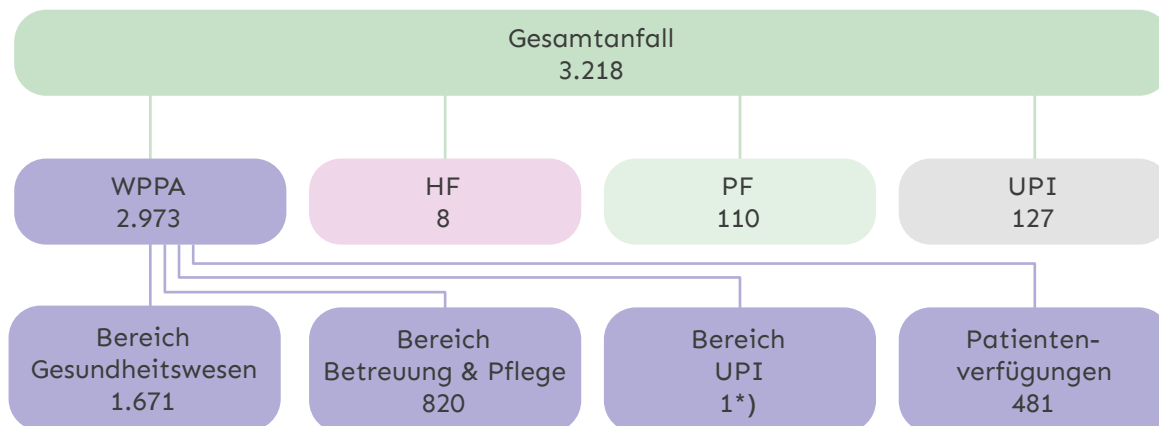 Gesamtanfall
3.218
WPPA
2.973
HF
8
PF
110
UPI
127
Bereich
Gesundheitswesen
1.671
Bereich
Betreuung & Pflege
820
Bereich
UPI
1*)
Patienten-
verfügungen
481